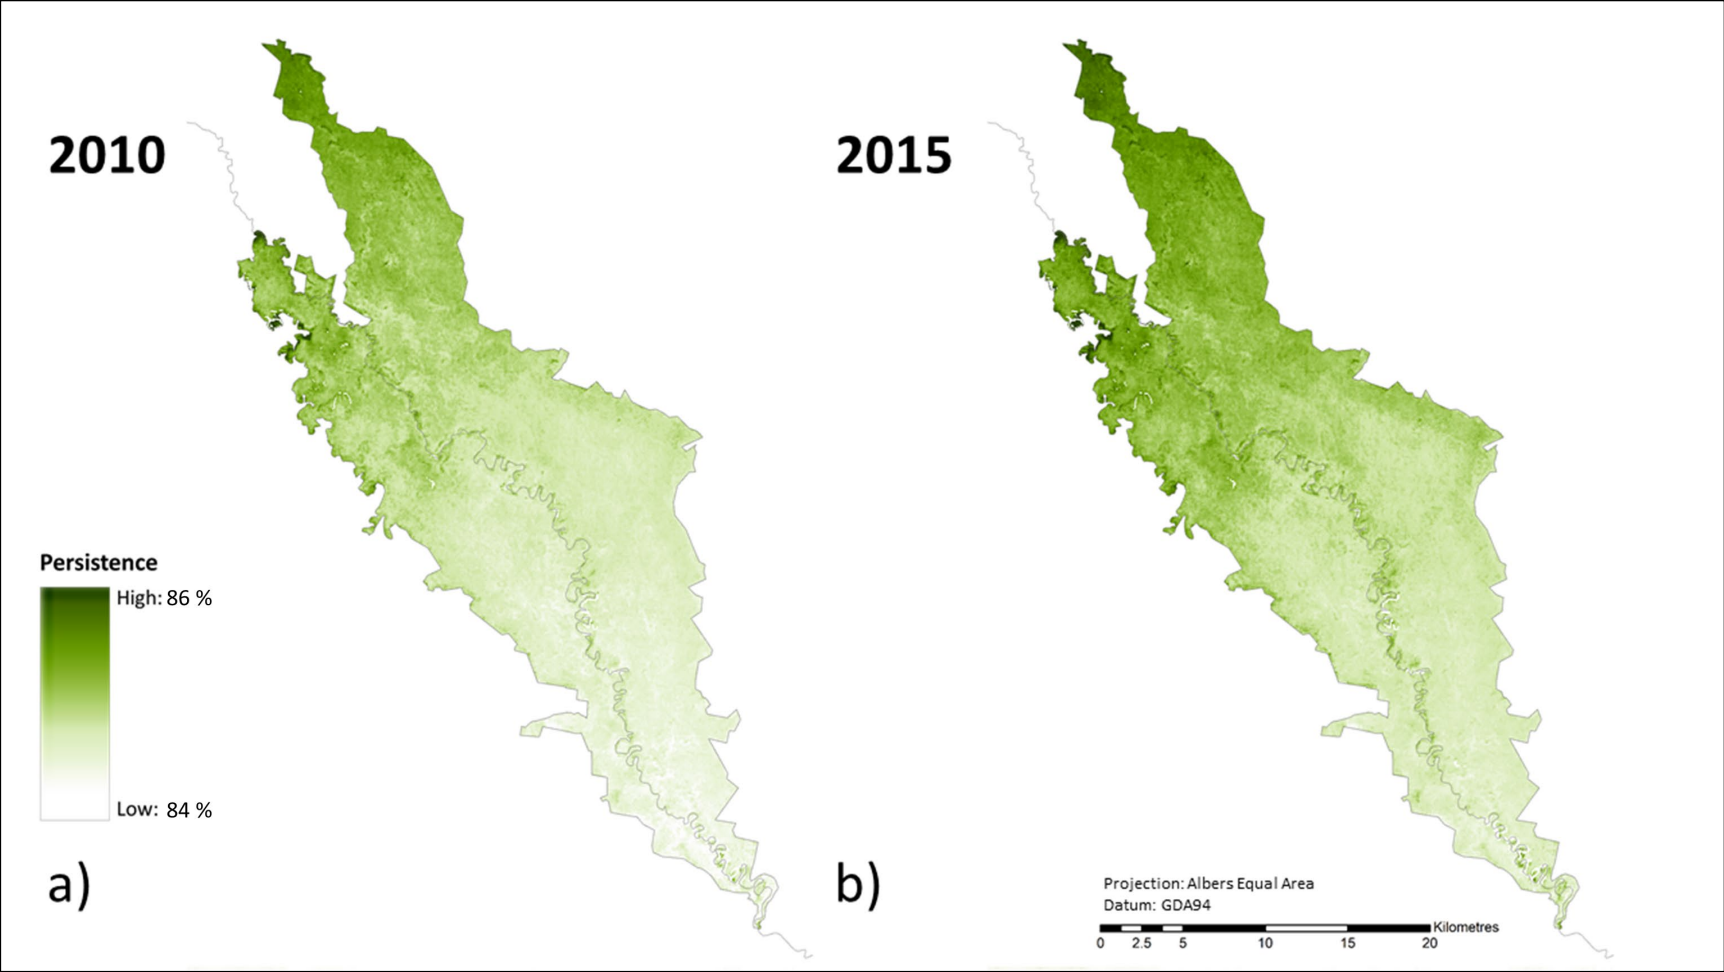 2010
2015
Persistence
High: 86 %
Low: 84 %
a)
b)
Projection: Albers Equal Area
Datum: GDA94
Kilometres
0 2.5 5 10 15 20